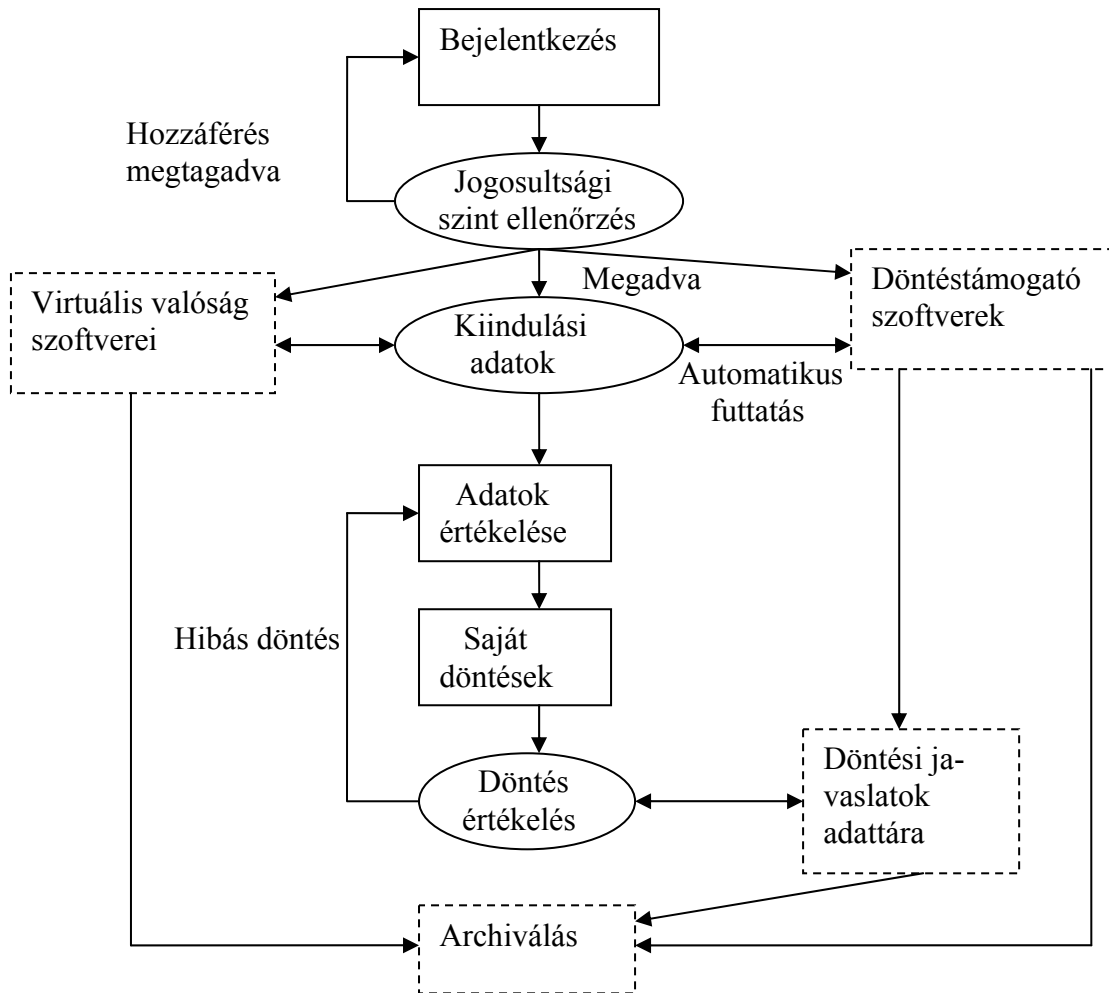 Bejelentkezés
Hozzáférés
megtagadva
Jogosultsági
szint ellenőrzés
Megadva
Virtuális valóság
szoftverei
Kiindulási
adatok
Döntéstámogató
szoftverek
Automatikus
futtatás
Adatok
értékelése
Hibás döntés
Saját
döntések
Döntés
értékelés
Döntési ja-
vaslatok
adattára
Archiválás